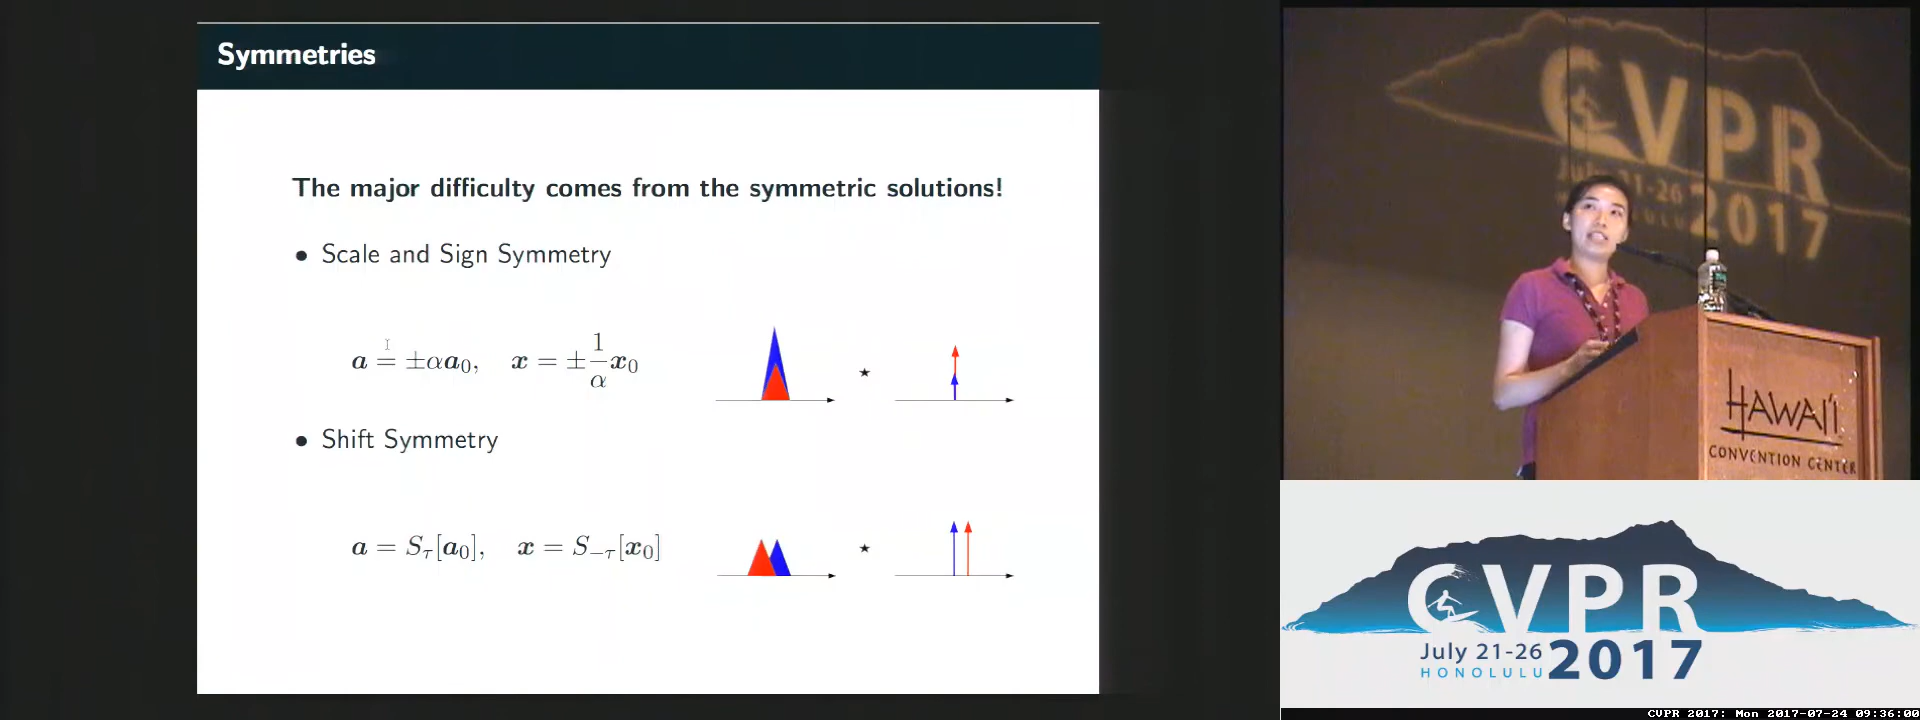 Symmetries
The major difficulty comes from the symmetric solutions!
• Scale and Sign Symmetry
a = ±αa₀, x = ±1/α x₀
⋆
• Shift Symmetry
a = Sτ[a₀], x = S₋τ[x₀]
⋆
CVPR
July 21-26
2017
HAWAI'I
CONVENTION CENTER
CVPR
July 21-26
HONOLULU
2017
CVPR 2017: Mon 2017-07-24 09:36:00